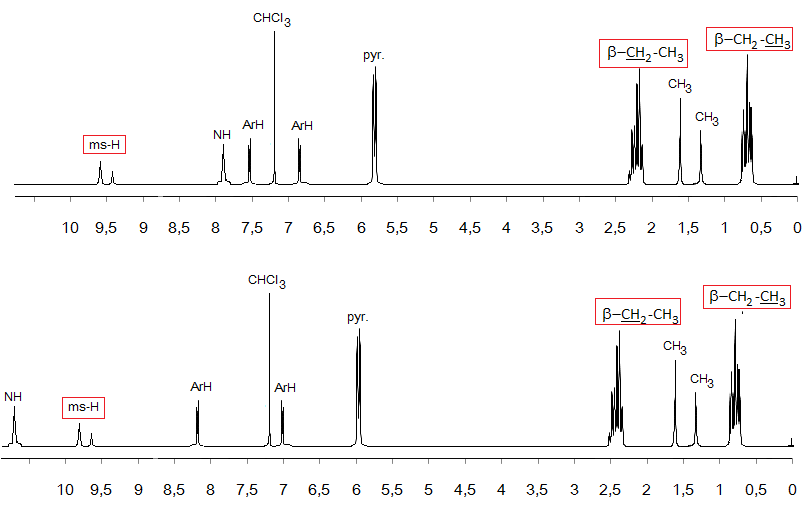 CHCl3
β–CH2-CH3
β–CH2-CH3
pyr.
CH3
CH3
ArH
ArH
NH
ms-H
10 9,5 9 8,5 8 7,5 7 6,5 6 5,5 5 4,5 4 3,5 3 2,5 2 1,5 1 0,5 0
CHCl3
β–CH2-CH3
β–CH2-CH3
pyr.
CH3
CH3
ArH
ArH
NH
ms-H
10 9,5 9 8,5 8 7,5 7 6,5 6 5,5 5 4,5 4 3,5 3 2,5 2 1,5 1 0,5 0